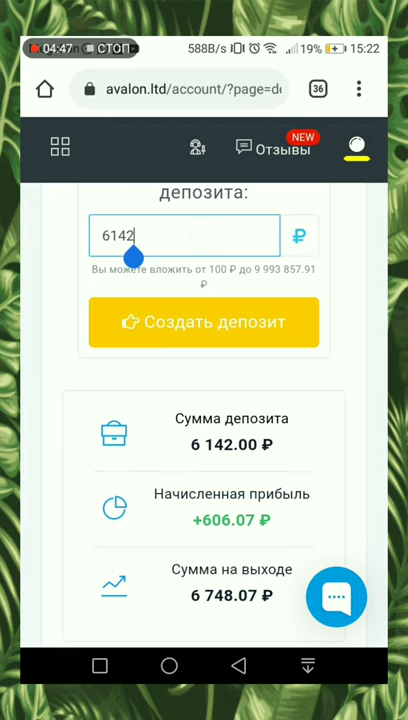 04:47 СТОП 588B/s 19% 15:22
avalon.ltd/account/?page=de 36
Отзывы NEW
депозита:
6142 ₽
Вы можете вложить от 100 ₽ до 9 993 857.91
₽
Создать депозит
Сумма депозита
6 142.00 ₽
Начисленная прибыль
+606.07 ₽
Сумма на выходе
6 748.07 ₽